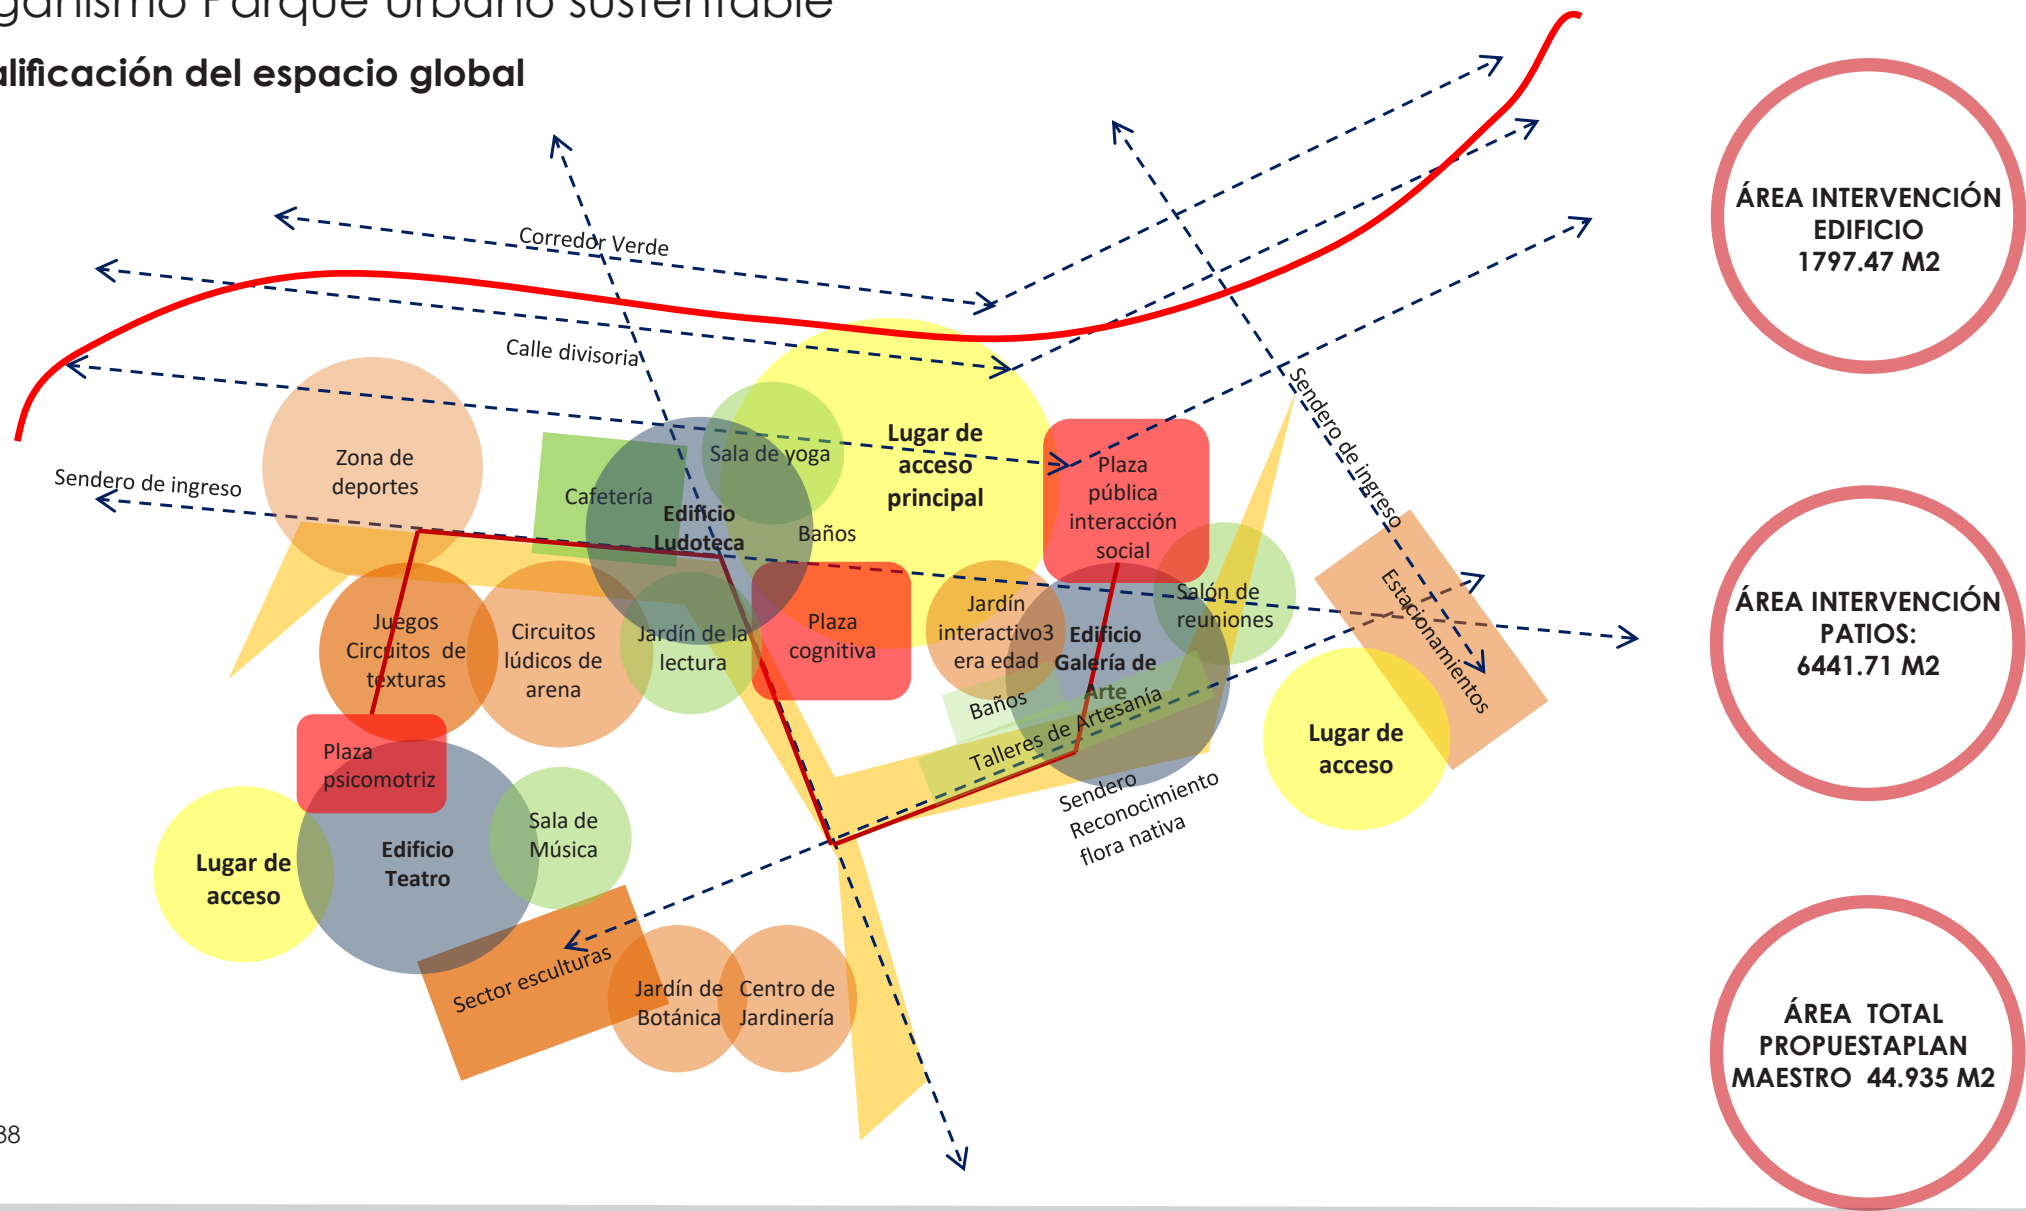 ganismo Parque urbano sustentable
alificación del espacio global
Corredor Verde
Calle divisoria
Sendero de ingreso
Sendero de ingreso
Zona de
deportes
Cafetería
Sala de yoga
Edificio
Ludoteca
Baños
Lugar de
acceso
principal
Plaza
pública
interacción
social
Juegos
Circuitos de
texturas
Circuitos
lúdicos de
arena
Jardín de la
lectura
Plaza
cognitiva
Jardín
interactivo3
era edad
Edificio
Galería de
Arte
Salón de
reuniones
Estacionamientos
Baños
Talleres de Artesanía
Sendero
Reconocimiento
flora nativa
Lugar de
acceso
Plaza
psicomotriz
Lugar de
acceso
Edificio
Teatro
Sala de
Música
Sector esculturas
Jardín de
Botánica
Centro de
Jardinería
ÁREA INTERVENCIÓN
EDIFICIO
1797.47 M2
ÁREA INTERVENCIÓN
PATIOS:
6441.71 M2
ÁREA TOTAL
PROPUESTAPLAN
MAESTRO 44.935 M2
38